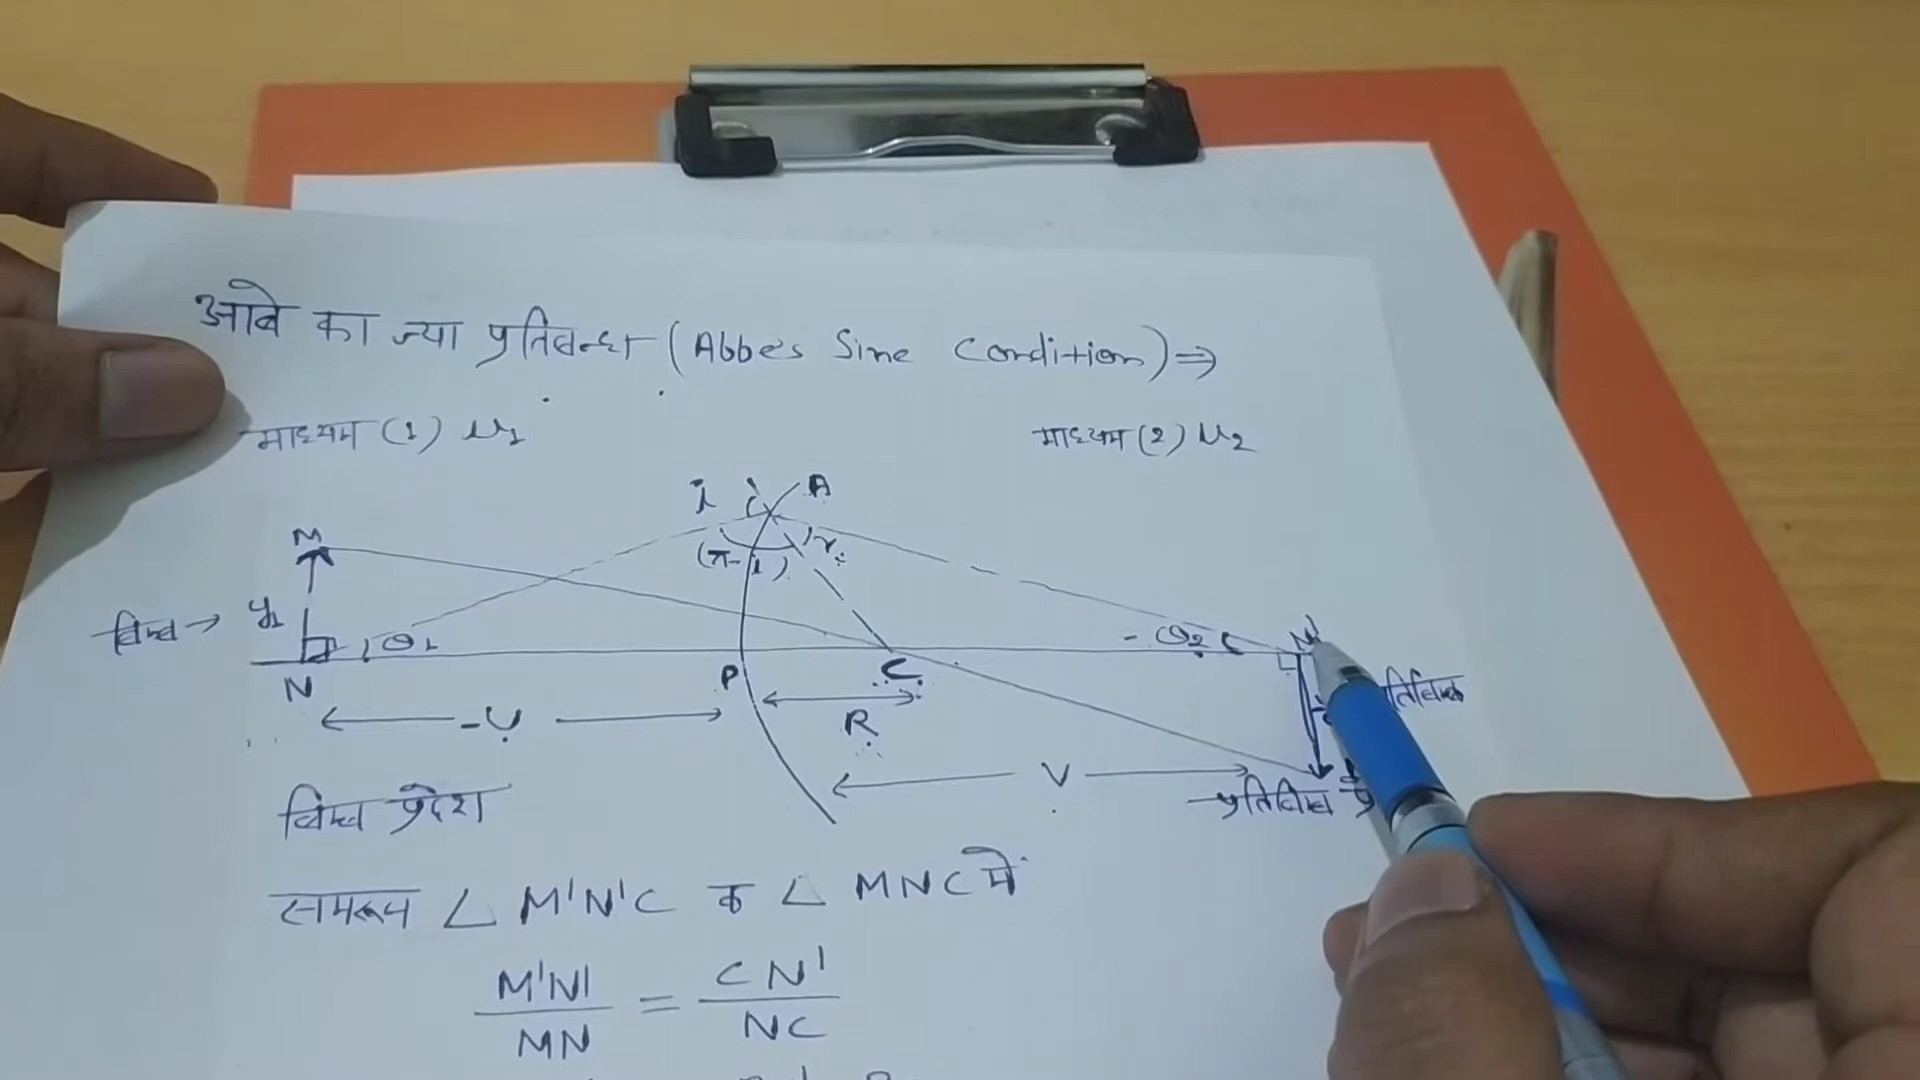 आबे का ज्या प्रतिबन्ध (Abbe's Sine Condition) ⇒
माध्यम (1) μ₁
माध्यम (2) μ₂
i i A
M
(π-i) r
बिम्ब → y₁ θ₁
-θ₂ N'
N P C
प्रतिबिम्ब
-u R
V
बिम्ब प्रदेश
प्रतिबिम्ब
समरूप △ M'N'C व △ MNC में
M'N' / MN = CN' / NC